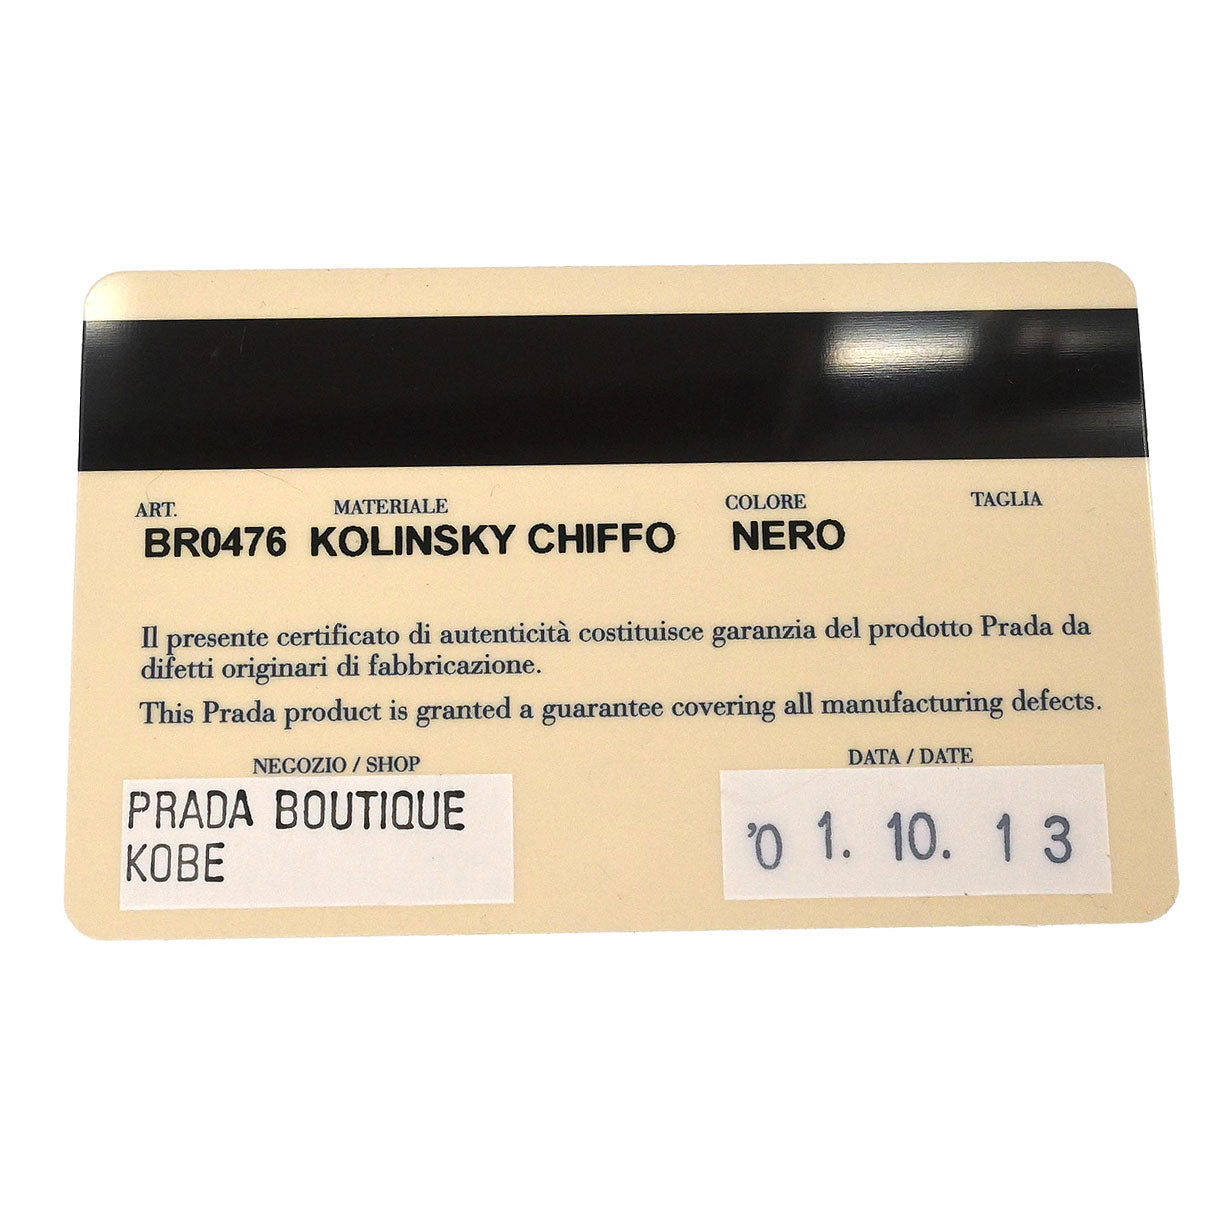 ART. MATERIALE COLORE TAGLIA
BR0476 KOLINSKY CHIFFO NERO
Il presente certificato di autenticità costituisce garanzia del prodotto Prada da
difetti originari di fabbricazione.
This Prada product is granted a guarantee covering all manufacturing defects.
NEGOZIO / SHOP DATA / DATE
PRADA BOUTIQUE
KOBE
'01. 10. 13